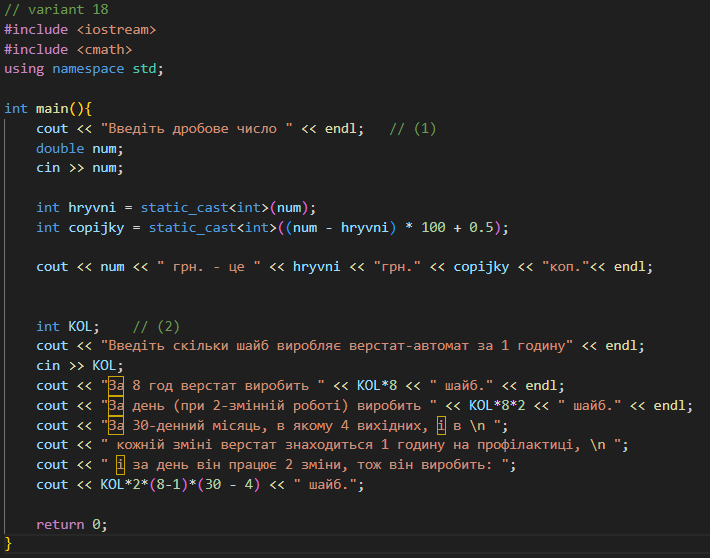 // variant 18
#include <iostream>
#include <cmath>
using namespace std;
int main(){
cout << "Введіть дробове число " << endl;   // (1)
double num;
cin >> num;
int hryvni = static_cast<int>(num);
int copijky = static_cast<int>((num - hryvni) * 100 + 0.5);
cout << num << " грн. - це " << hryvni << "грн." << copijky << "коп."<< endl;
int KOL;    // (2)
cout << "Введіть скільки шайб виробляє верстат-автомат за 1 годину" << endl;
cin >> KOL;
cout << "За 8 год верстат виробить " << KOL*8 << " шайб." << endl;
cout << "За день (при 2-змінній роботі) виробить " << KOL*8*2 << " шайб." << endl;
cout << "За 30-денний місяць, в якому 4 вихідних, і в \n ";
cout << " кожній зміні верстат знаходиться 1 годину на профілактиці, \n ";
cout << " і за день він працює 2 зміни, тож він виробить: ";
cout << KOL*2*(8-1)*(30 - 4) << " шайб.";
return 0;
}